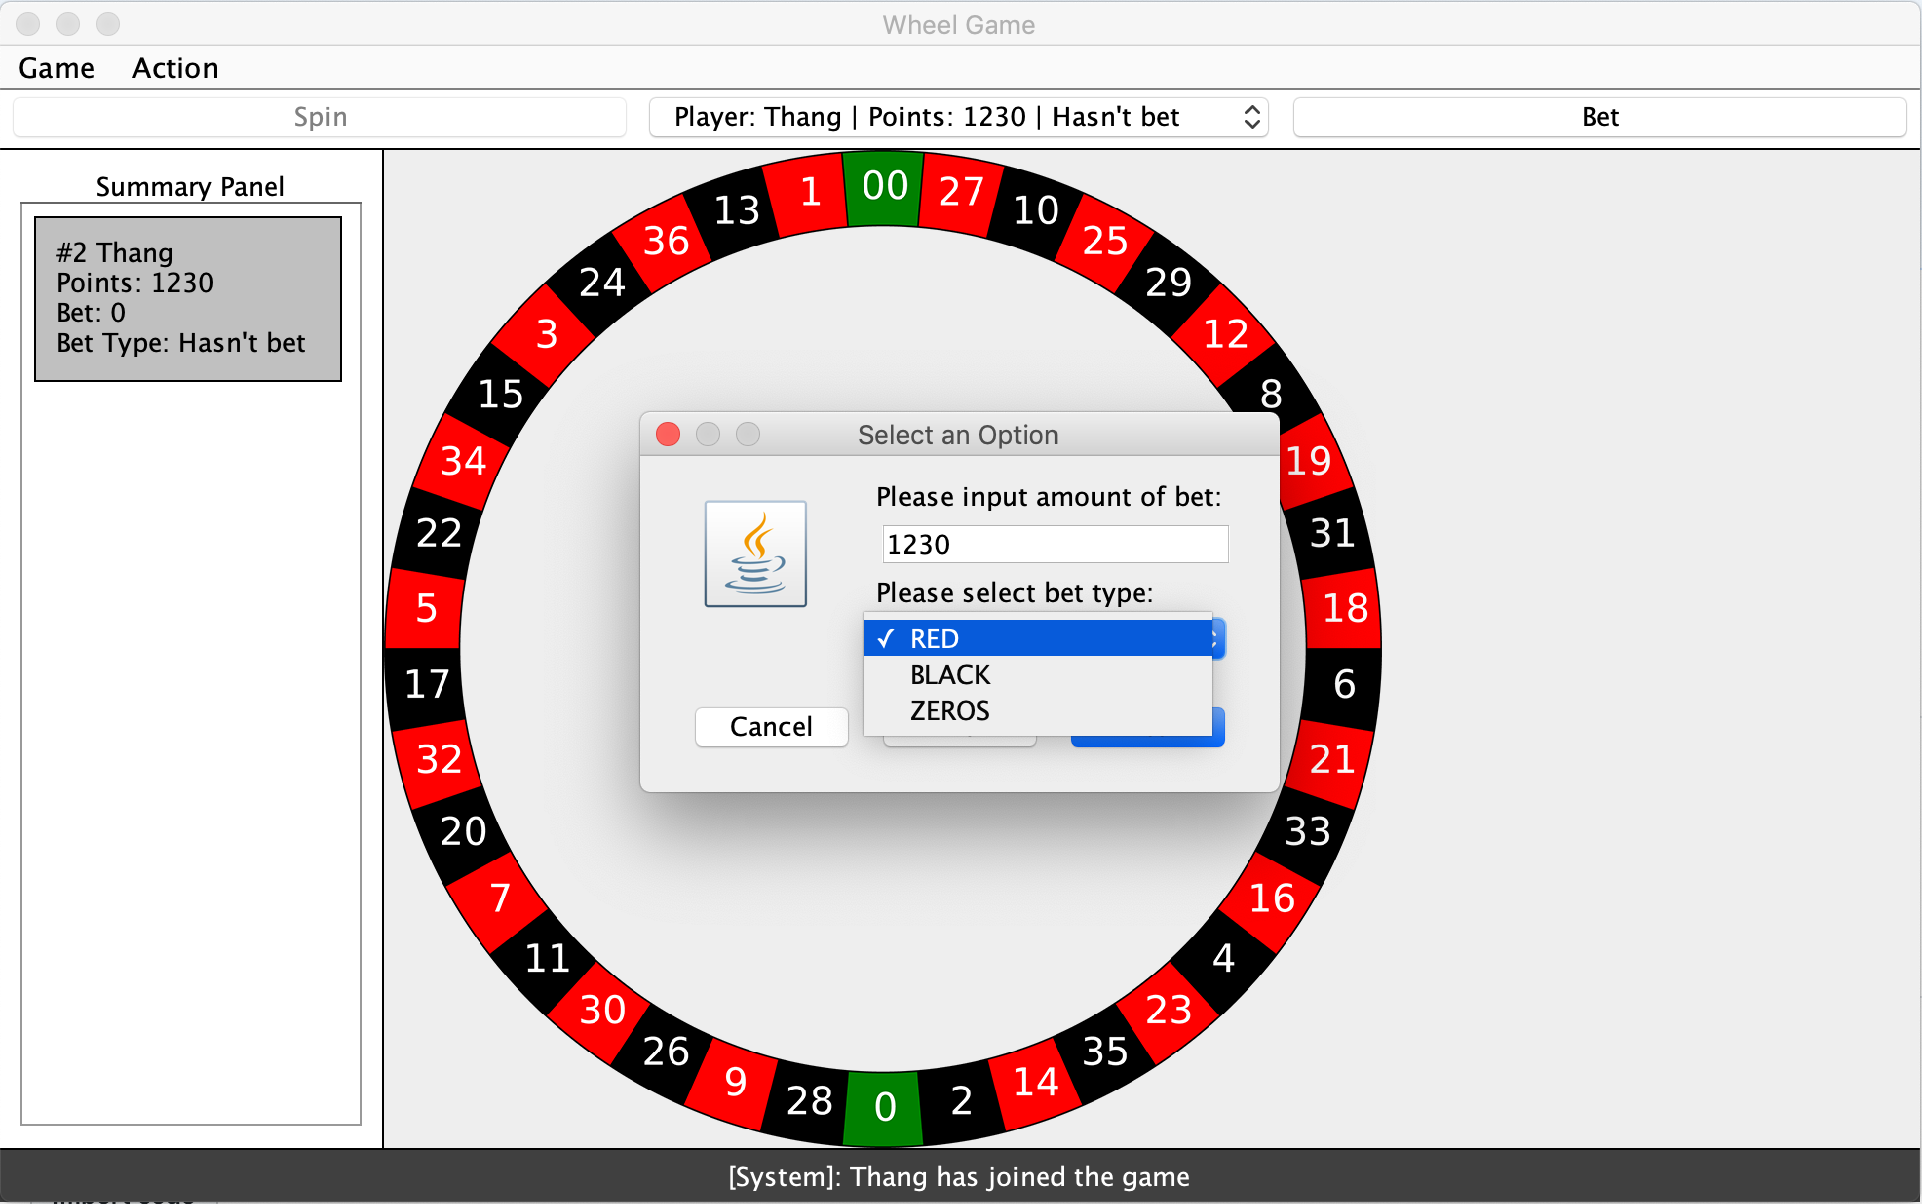 Wheel Game
Game Action
Spin
Player: Thang | Points: 1230 | Hasn't bet
Bet
Summary Panel
#2 Thang
Points: 1230
Bet: 0
Bet Type: Hasn't bet
00
27
10
25
29
12
8
19
31
18
6
21
33
16
4
23
35
14
2
0
28
9
26
30
11
7
20
32
17
5
22
34
15
3
24
36
13
1
Select an Option
Please input amount of bet:
1230
Please select bet type:
✓ RED
BLACK
ZEROS
Cancel
[System]: Thang has joined the game